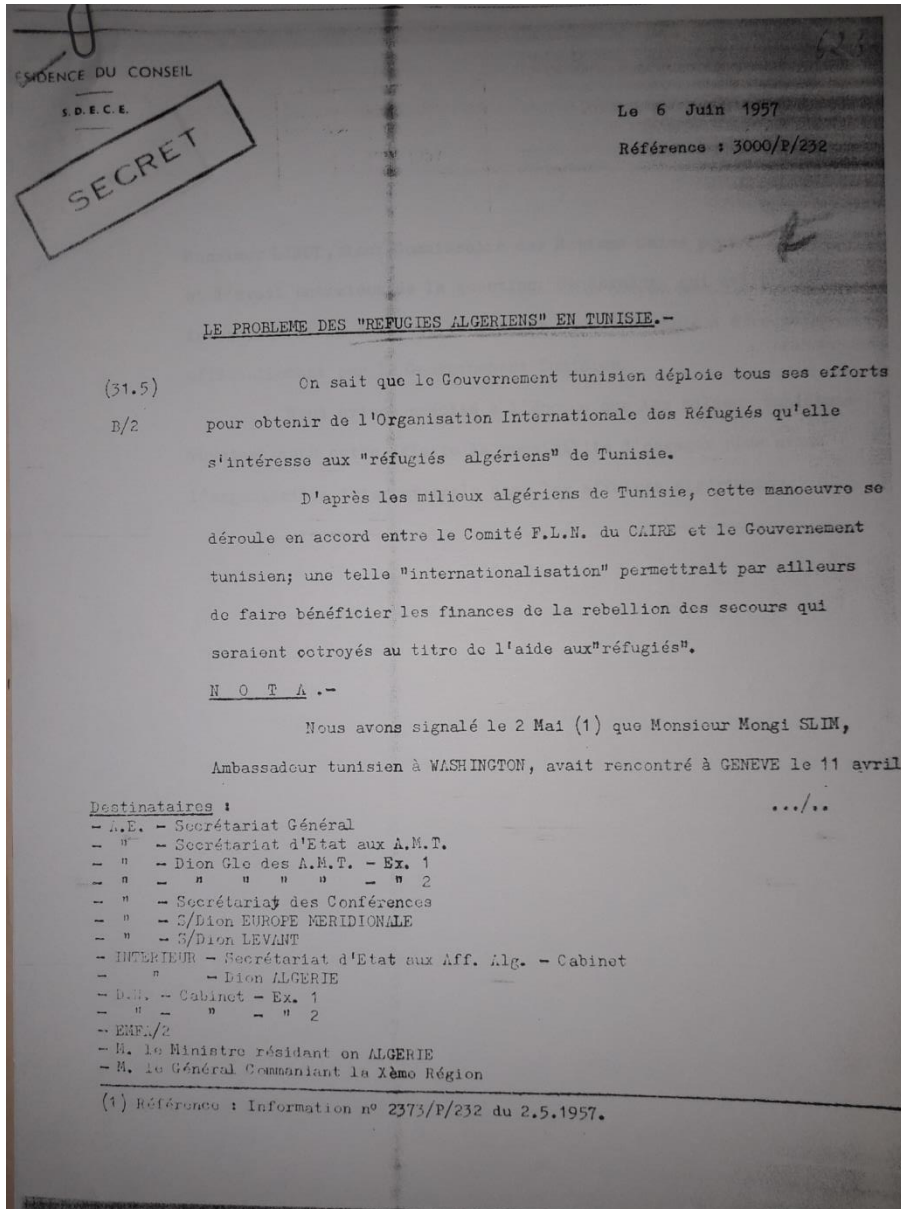 SIDENCE DU CONSEIL
S.D.E.C.E.
SECRET
Le 6 Juin 1957
Référence : 3000/P/232
LE PROBLEME DES "REFUGIES ALGERIENS" EN TUNISIE.-
(31.5)
B/2
On sait que le Gouvernement tunisien déploie tous ses efforts
pour obtenir de l'Organisation Internationale des Réfugiés qu'elle
s'intéresse aux "réfugiés algériens" de Tunisie.
D'après les milieux algériens de Tunisie, cette manoeuvre se
déroule en accord entre le Comité F.L.N. du CAIRE et le Gouvernement
tunisien; une telle "internationalisation" permettrait par ailleurs
de faire bénéficier les finances de la rebellion des secours qui
seraient octroyés au titre de l'aide aux"réfugiés".
N O T A .-
Nous avons signalé le 2 Mai (1) que Monsieur Mongi SLIM,
Ambassadeur tunisien à WASHINGTON, avait rencontré à GENEVE le 11 avril
.../..
Destinataires :
- A.E. - Secrétariat Général
- " - Secrétariat d'Etat aux A.M.T.
- " - Dion Gle des A.M.T. - Ex. 1
- " - " " " " - " 2
- " - Secrétariat des Conférences
- " - S/Dion EUROPE MERIDIONALE
- " - S/Dion LEVANT
- INTERIEUR - Secrétariat d'Etat aux Aff. Alg. - Cabinet
- " - Dion ALGERIE
- D.N. - Cabinet - Ex. 1
- " - " - " 2
- EMFA/2
- M. le Ministre résidant en ALGERIE
- M. le Général Commandant la Xème Région
(1) Référence : Information nº 2373/P/232 du 2.5.1957.